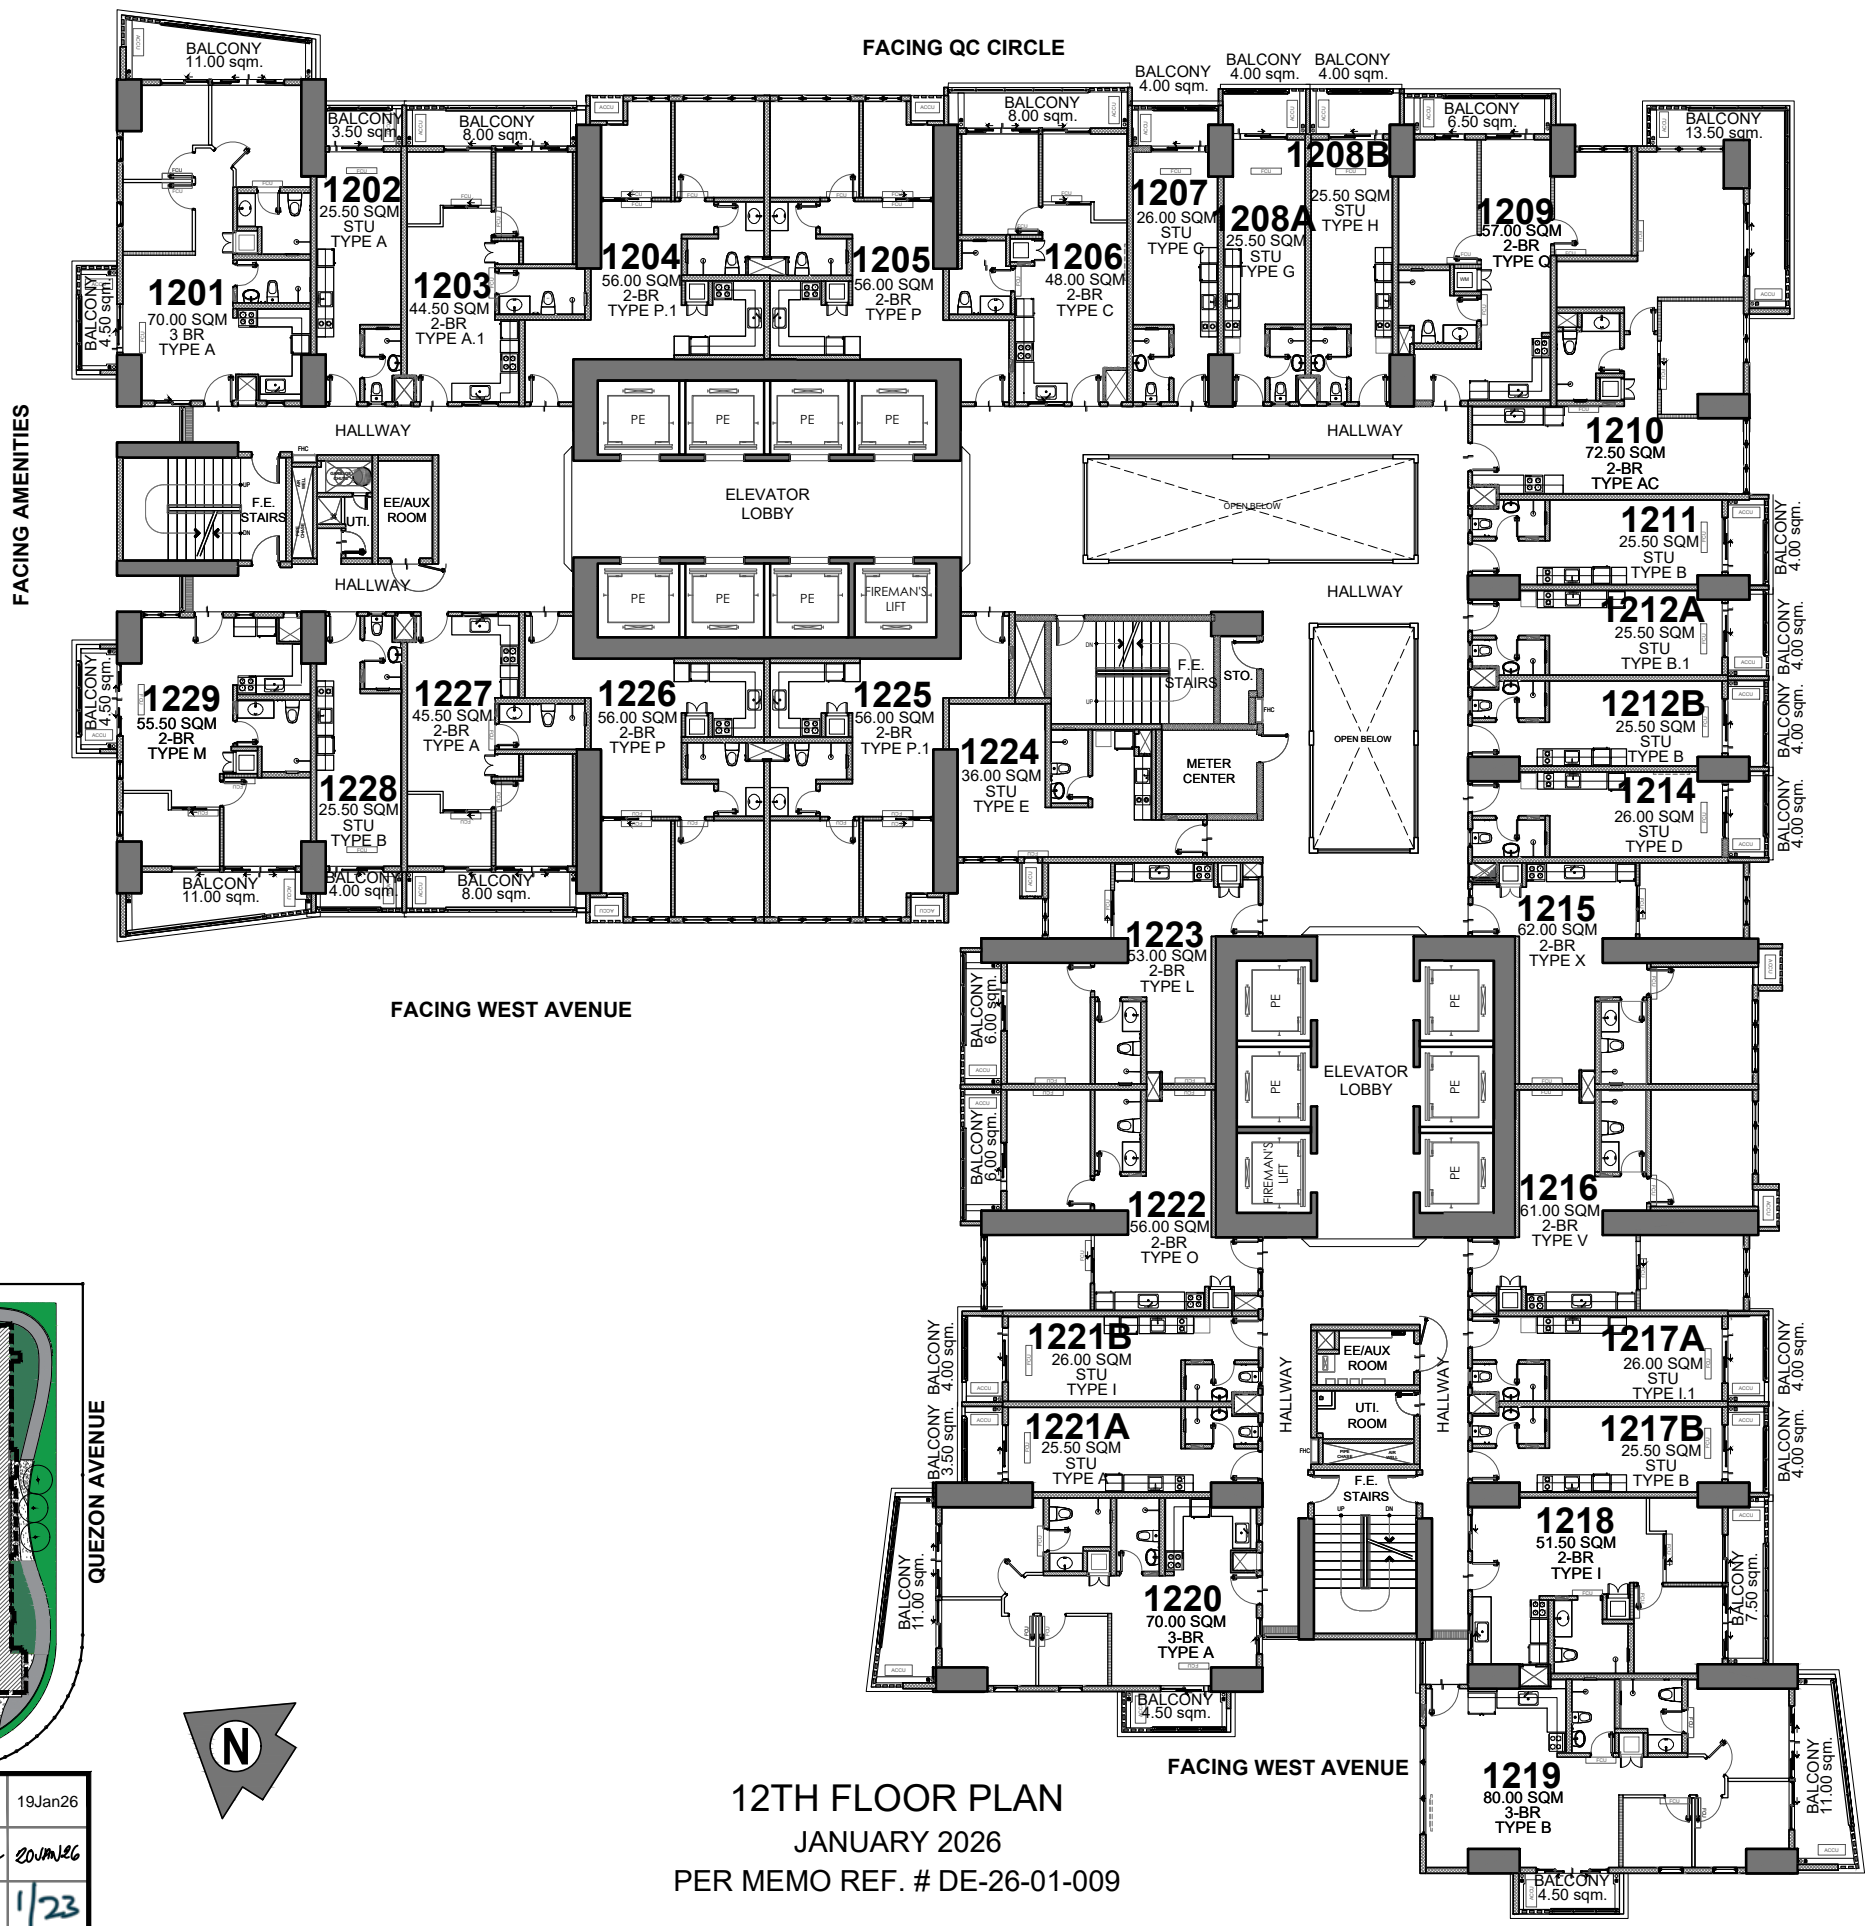 FACING QC CIRCLE
BALCONY
11.00 sqm.
BALCONY
3.50 sqm.
BALCONY
8.00 sqm.
BALCONY
8.00 sqm.
BALCONY
4.00 sqm.
BALCONY
4.00 sqm.
BALCONY
4.00 sqm.
BALCONY
6.50 sqm.
BALCONY
13.50 sqm.
FACING AMENITIES
BALCONY
4.50 sqm.
1201
70.00 SQM
3 BR
TYPE A
1202
25.50 SQM
STU
TYPE A
1203
44.50 SQM
2-BR
TYPE A.1
1204
56.00 SQM
2-BR
TYPE P.1
1205
56.00 SQM
2-BR
TYPE P
1206
48.00 SQM
2-BR
TYPE C
1207
26.00 SQM
STU
TYPE C
1208A
25.50 SQM
STU
TYPE G
1208B
25.50 SQM
STU
TYPE H
1209
57.00 SQM
2-BR
TYPE Q
1210
72.50 SQM
2-BR
TYPE AC
HALLWAY
HALLWAY
PE
PE
PE
PE
ELEVATOR
LOBBY
PE
PE
PE
FIREMAN'S
LIFT
F.E.
STAIRS
UP
DN
FHC
UTI.
EE/AUX
ROOM
HALLWAY
OPEN BELOW
HALLWAY
OPEN BELOW
1211
25.50 SQM
STU
TYPE B
BALCONY
4.00 sqm.
1212A
25.50 SQM
STU
TYPE B.1
BALCONY
4.00 sqm.
1212B
25.50 SQM
STU
TYPE B
BALCONY
4.00 sqm.
1214
26.00 SQM
STU
TYPE D
BALCONY
4.00 sqm.
BALCONY
4.50 sqm.
1229
55.50 SQM
2-BR
TYPE M
BALCONY
11.00 sqm.
1228
25.50 SQM
STU
TYPE B
BALCONY
4.00 sqm.
1227
45.50 SQM
2-BR
TYPE A
BALCONY
8.00 sqm.
1226
56.00 SQM
2-BR
TYPE P
1225
56.00 SQM
2-BR
TYPE P.1
1224
36.00 SQM
STU
TYPE E
F.E.
STAIRS
DN
UP
STO.
FHC
METER
CENTER
1223
53.00 SQM
2-BR
TYPE L
BALCONY
6.00 sqm.
1215
62.00 SQM
2-BR
TYPE X
FACING WEST AVENUE
PE
PE
PE
PE
ELEVATOR
LOBBY
FIREMAN'S
LIFT
PE
BALCONY
6.00 sqm.
1222
56.00 SQM
2-BR
TYPE O
1216
61.00 SQM
2-BR
TYPE V
BALCONY
4.00 sqm.
1221B
26.00 SQM
STU
TYPE I
BALCONY
3.50 sqm.
1221A
25.50 SQM
STU
TYPE A
HALLWAY
EE/AUX
ROOM
UTI.
ROOM
FHC
HALLWAY
F.E.
STAIRS
UP
DN
1217A
26.00 SQM
STU
TYPE I.1
BALCONY
4.00 sqm.
1217B
25.50 SQM
STU
TYPE B
BALCONY
4.00 sqm.
BALCONY
11.00 sqm.
1220
70.00 SQM
3-BR
TYPE A
BALCONY
4.50 sqm.
1218
51.50 SQM
2-BR
TYPE I
BALCONY
7.50 sqm.
FACING WEST AVENUE
1219
80.00 SQM
3-BR
TYPE B
BALCONY
11.00 sqm.
BALCONY
4.50 sqm.
QUEZON AVENUE
N
19Jan26
20JAN26
1/23
12TH FLOOR PLAN
JANUARY 2026
PER MEMO REF. # DE-26-01-009